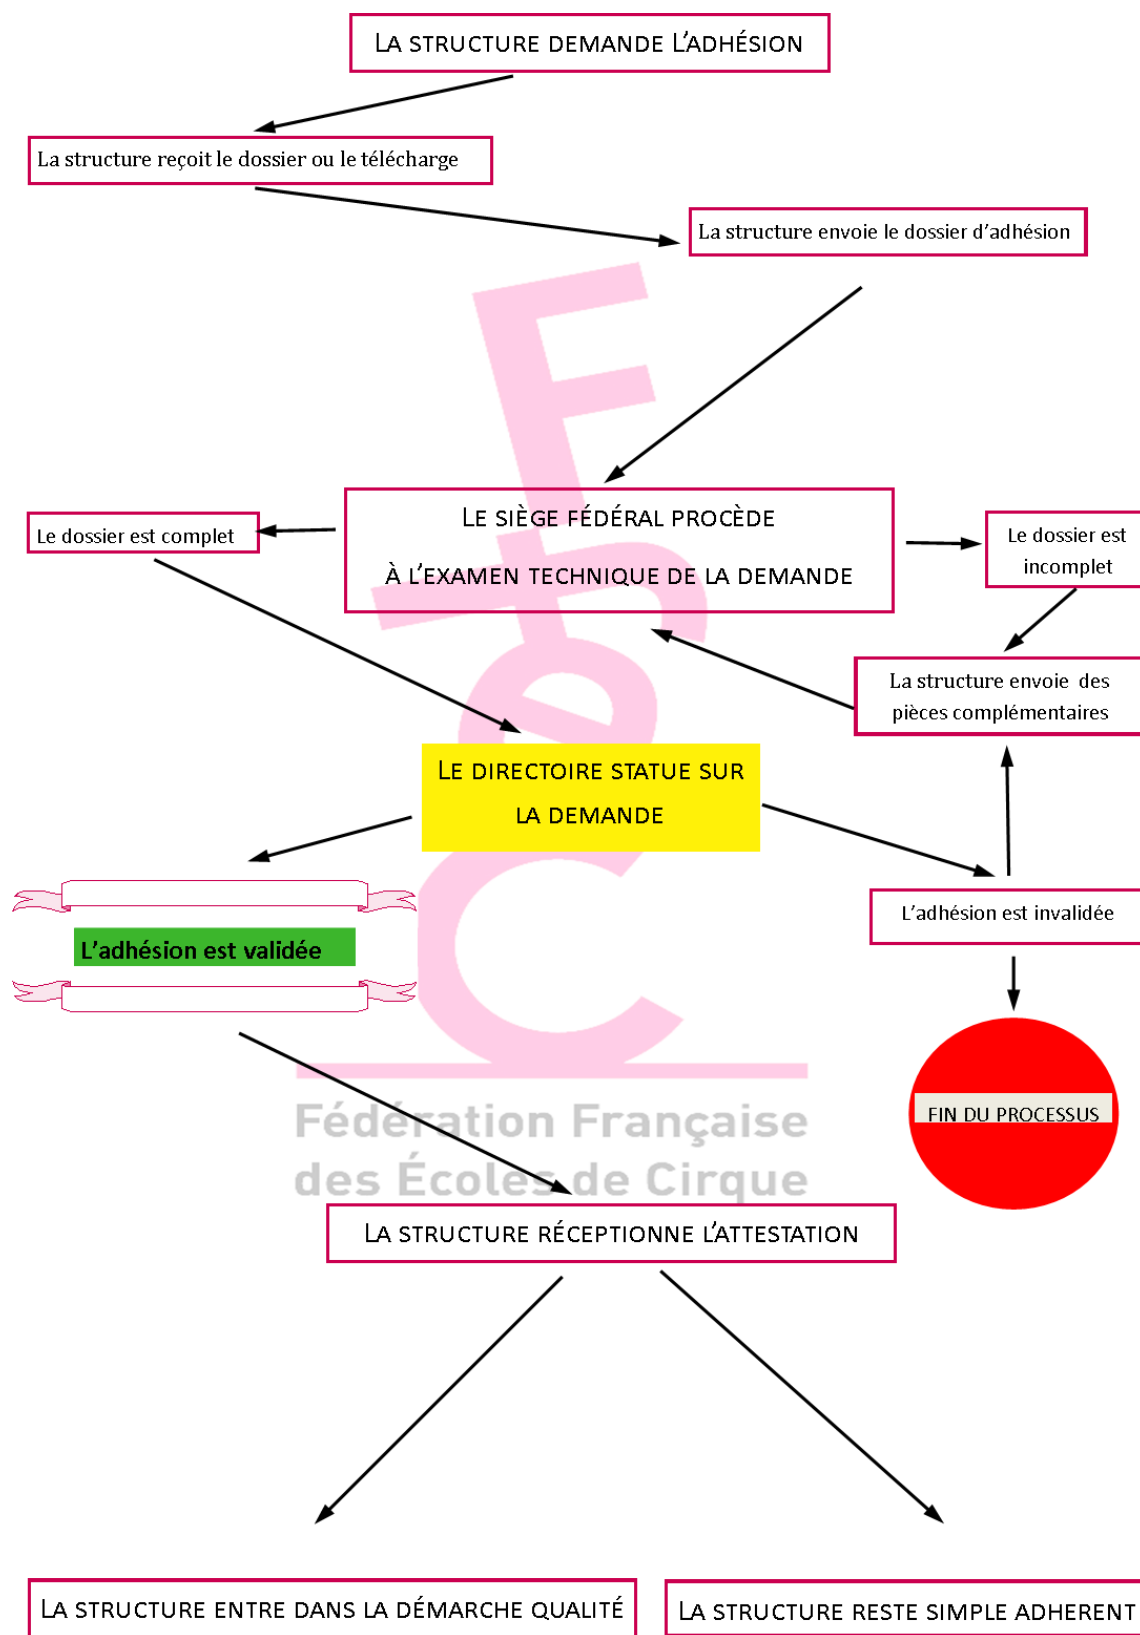 LA STRUCTURE DEMANDE L'ADHÉSION
La structure reçoit le dossier ou le télécharge
La structure envoie le dossier d'adhésion
LE SIÈGE FÉDÉRAL PROCÈDE
À L'EXAMEN TECHNIQUE DE LA DEMANDE
Le dossier est complet
Le dossier est
incomplet
La structure envoie des
pièces complémentaires
LE DIRECTOIRE STATUE SUR
LA DEMANDE
L'adhésion est validée
L'adhésion est invalidée
FIN DU PROCESSUS
FFeC
Fédération Française
des Écoles de Cirque
LA STRUCTURE RÉCEPTIONNE L'ATTESTATION
LA STRUCTURE ENTRE DANS LA DÉMARCHE QUALITÉ
LA STRUCTURE RESTE SIMPLE ADHERENT